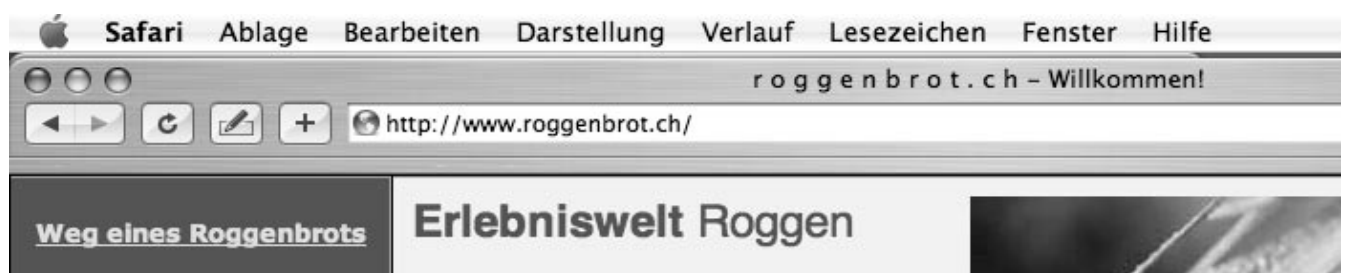 Safari Ablage Bearbeiten Darstellung Verlauf Lesezeichen Fenster Hilfe
roggenbrot.ch – Willkommen!
http://www.roggenbrot.ch/
Weg eines Roggenbrots
Erlebniswelt Roggen